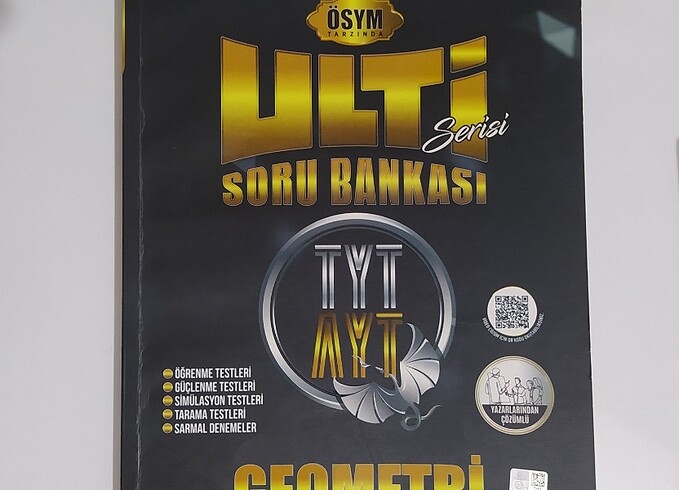 ÖSYM
TARZINDA
ULTİ
Serisi
SORU BANKASI
TYT
AYT
ÖĞRENME TESTLERİ
GÜÇLENME TESTLERİ
SİMÜLASYON TESTLERİ
TARAMA TESTLERİ
SARMAL DENEMELER
YAZARLARINDAN
ÇÖZÜMLÜ
GEOMETRİ